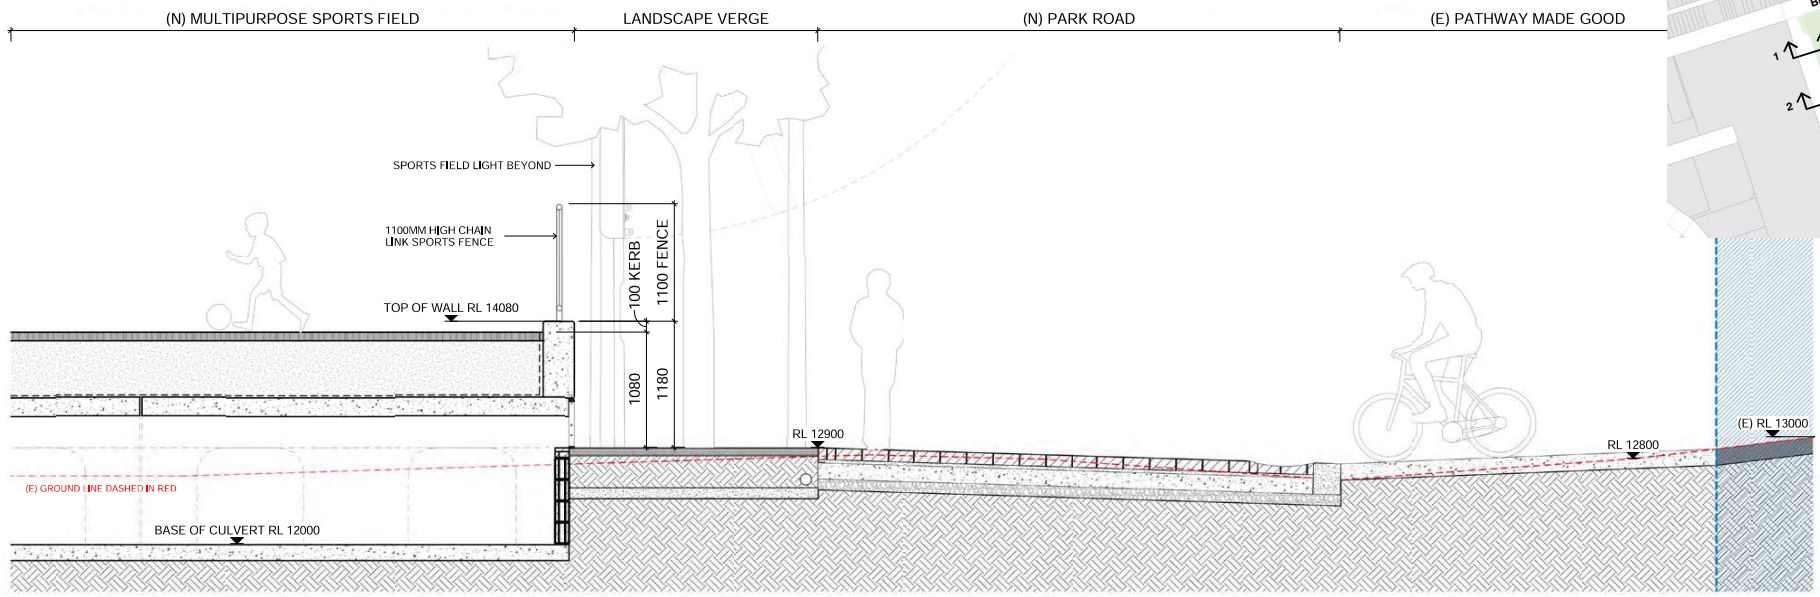 (N) MULTIPURPOSE SPORTS FIELD
LANDSCAPE VERGE
(N) PARK ROAD
(E) PATHWAY MADE GOOD
1
2
SPORTS FIELD LIGHT BEYOND
1100MM HIGH CHAIN
LINK SPORTS FENCE
100 KERB
1100 FENCE
TOP OF WALL RL 14080
1080
1180
RL 12900
RL 12800
(E) RL 13000
(E) GROUND LINE DASHED IN RED
BASE OF CULVERT RL 12000